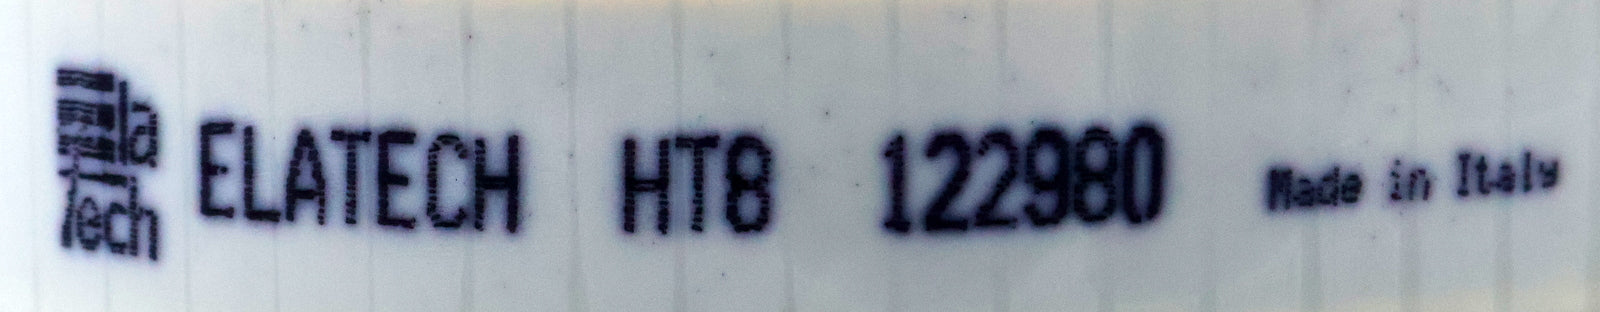 Ela
Tech
ELATECH HT8 122980 Made in Italy